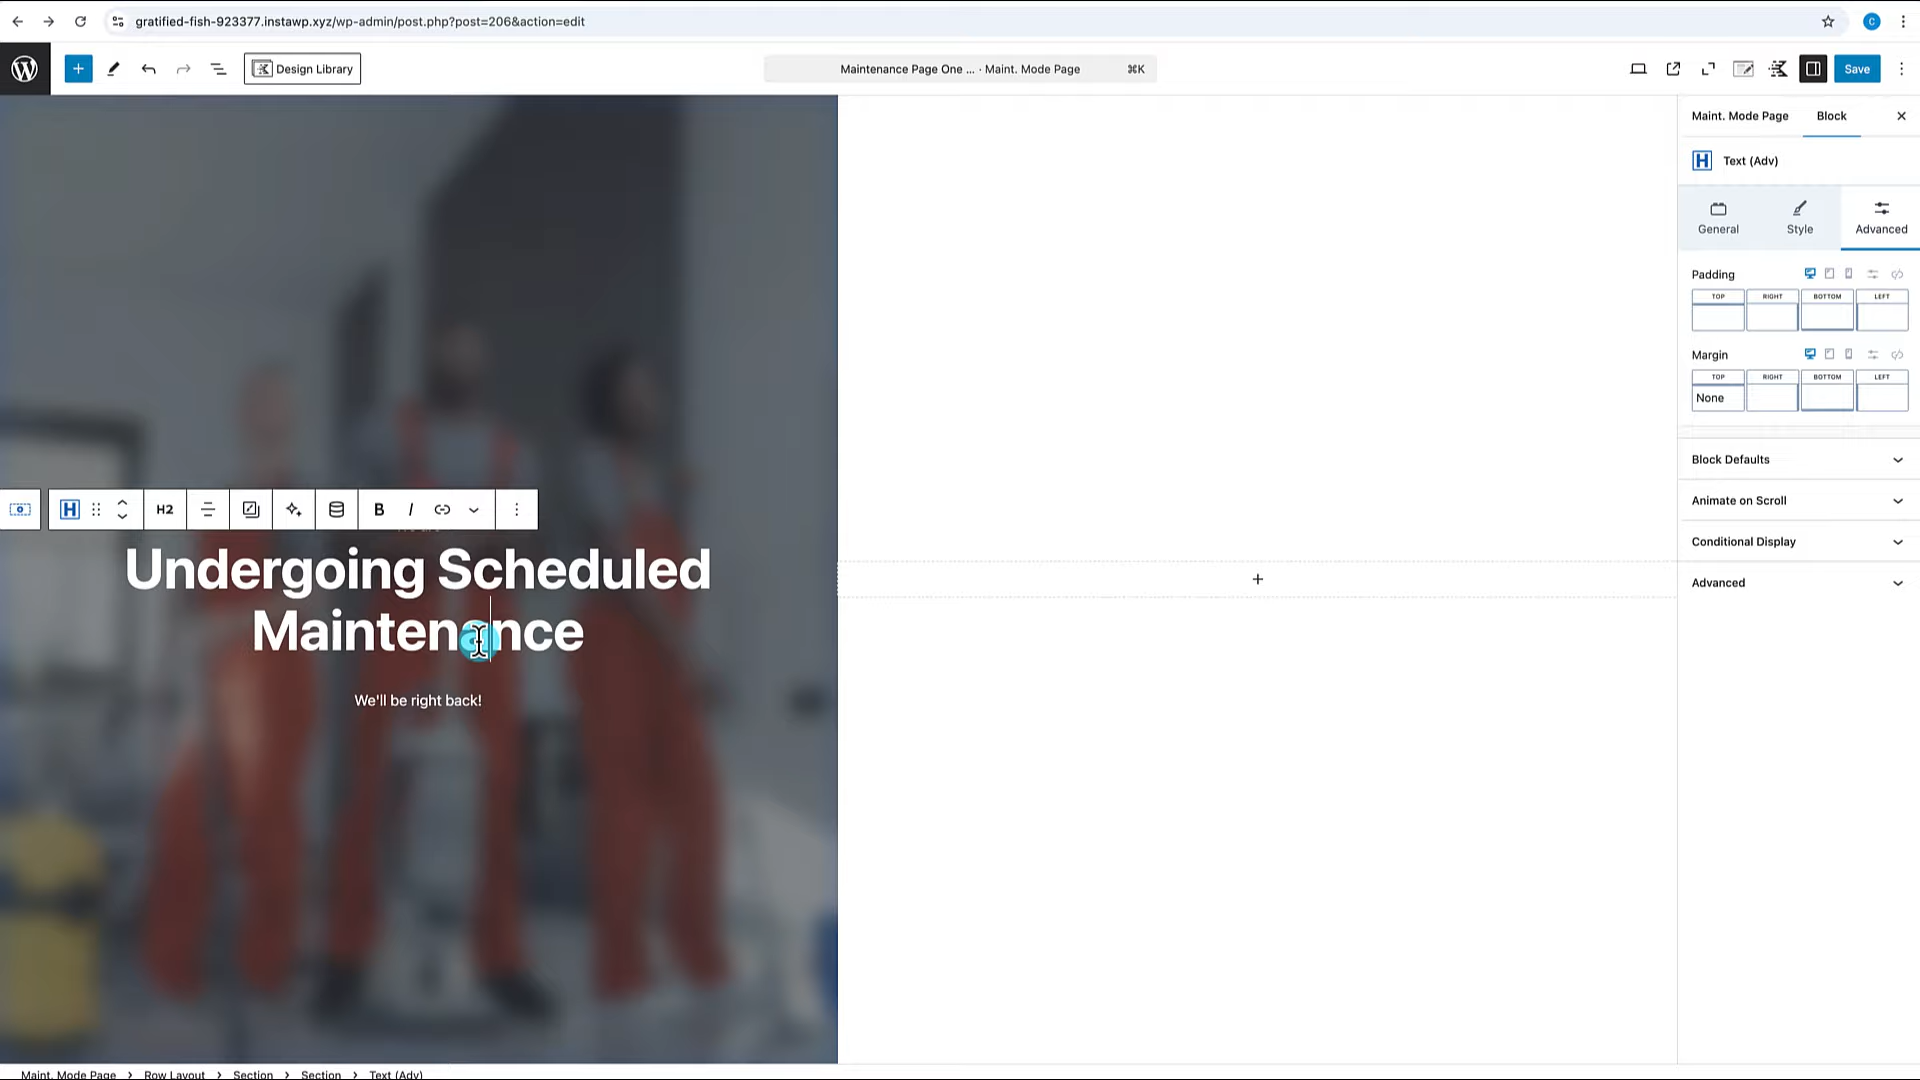 gratified-fish-923377.instawp.xyz/wp-admin/post.php?post=206&action=edit
C
Design Library
Maintenance Page One ... · Maint. Mode Page ⌘K
Save
Maint. Mode Page Block
H Text (Adv)
General Style Advanced
Padding
TOP RIGHT BOTTOM LEFT
Margin
TOP RIGHT BOTTOM LEFT
None
Block Defaults
Animate on Scroll
Conditional Display
Advanced
H H2 B I
Undergoing Scheduled
Maintenance
We'll be right back!
Maint. Mode Page > Row Layout > Section > Section > Text (Adv)